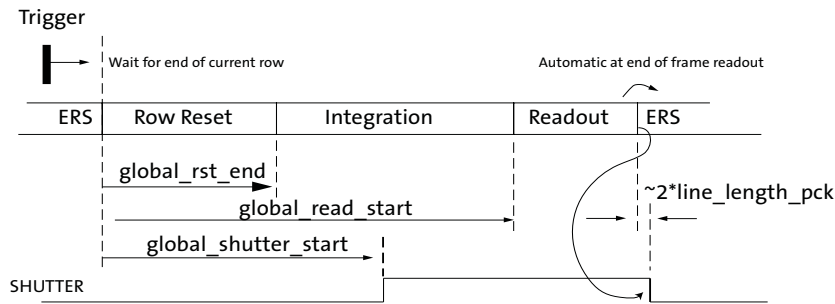 Trigger
Wait for end of current row
Automatic at end of frame readout
ERS Row Reset Integration Readout ERS
global_rst_end
~2*line_length_pck
global_read_start
global_shutter_start
SHUTTER